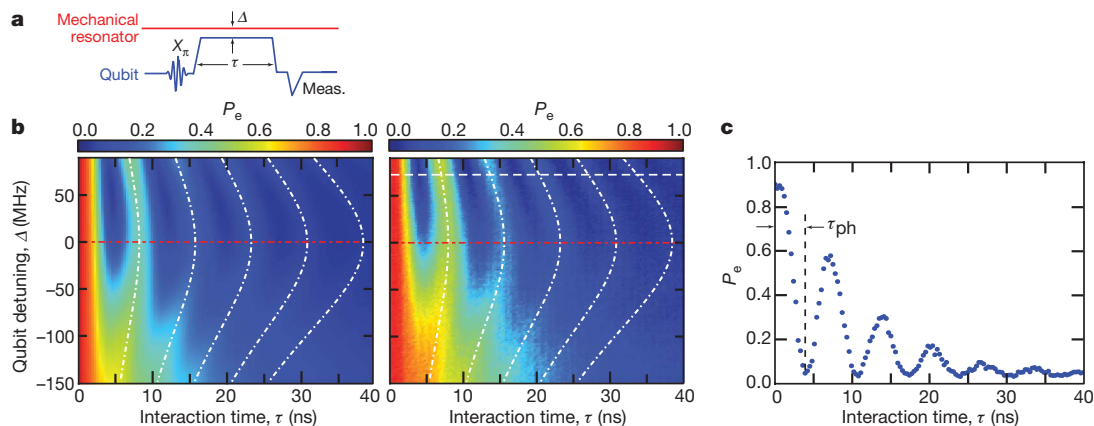 a
Δ
Mechanical
resonator
Xπ
τ
Qubit
Meas.
b
Pe
0.0 0.2 0.4 0.6 0.8 1.0
Pe
0.0 0.2 0.4 0.6 0.8 1.0
Qubit detuning, Δ (MHz)
50
0
−50
−100
−150
0 10 20 30 40
Interaction time, τ (ns)
0 10 20 30 40
Interaction time, τ (ns)
c
Pe
1.0
0.8
0.6
0.4
0.2
0.0
τph
0 5 10 15 20 25 30 35 40
Interaction time, τ (ns)